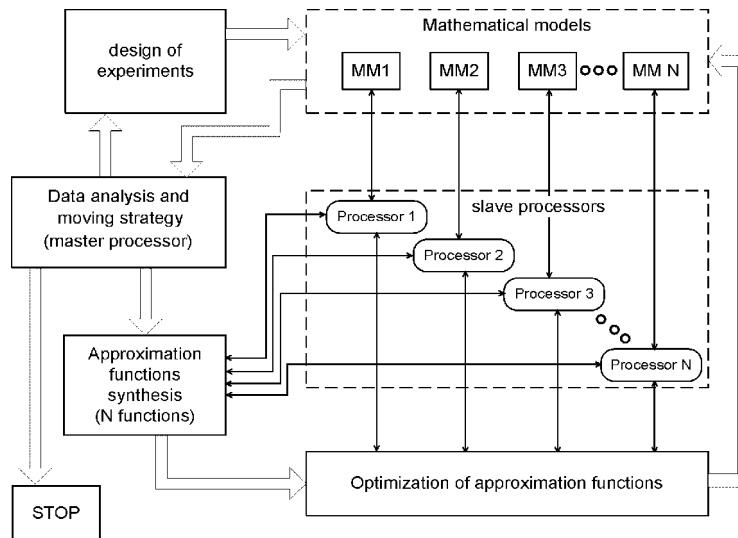 design of
experiments
Mathematical models
MM1
MM2
MM3
MM N
Data analysis and
moving strategy
(master processor)
slave processors
Processor 1
Processor 2
Processor 3
Processor N
Approximation
functions
synthesis
(N functions)
Optimization of approximation functions
STOP